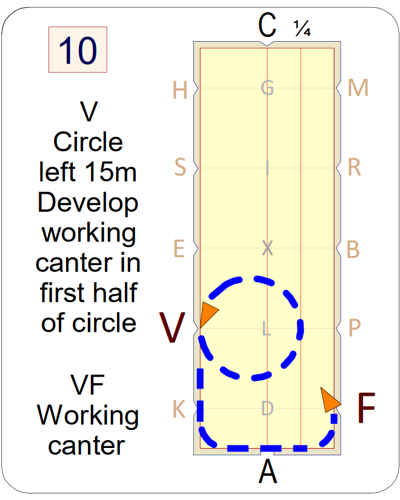 10
V
Circle
left 15m
Develop
working
canter in
first half
of circle
VF
Working
canter
C ¼
H G M
S I R
E X B
V L P
K D F
A